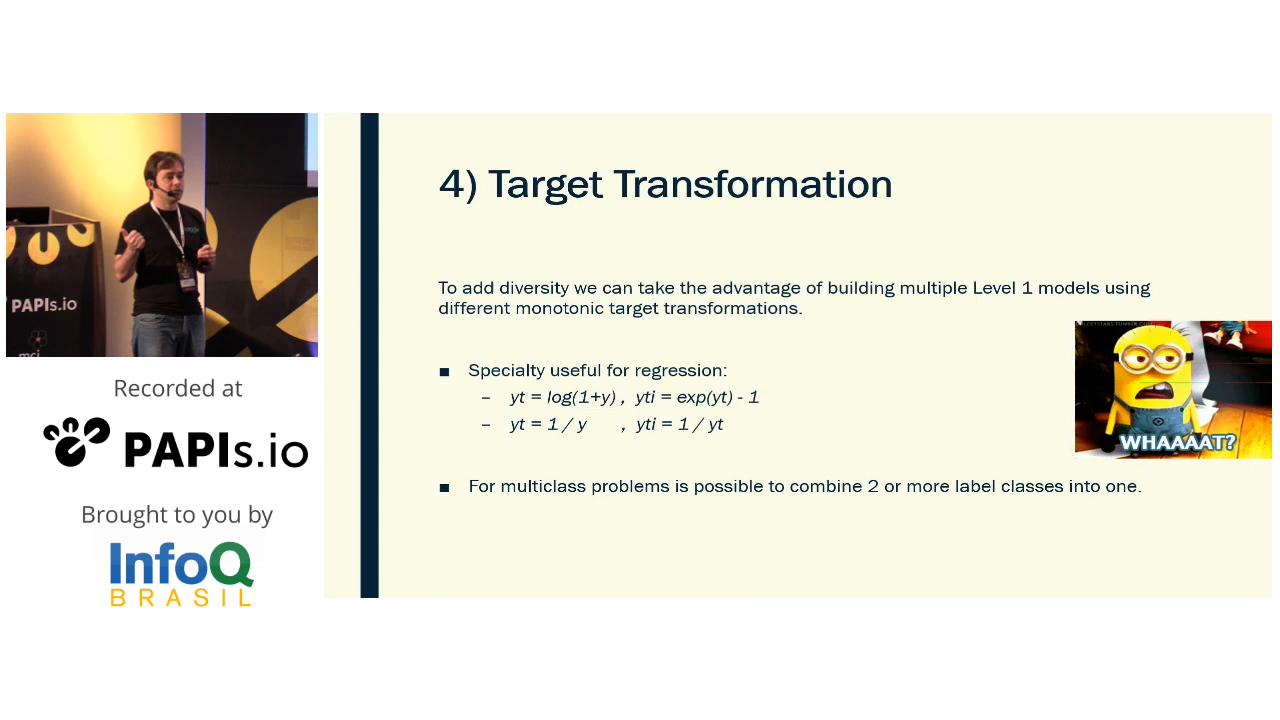 4) Target Transformation
To add diversity we can take the advantage of building multiple Level 1 models using
different monotonic target transformations.
■ Specialty useful for regression:
– yt = log(1+y) , yti = exp(yt) - 1
– yt = 1 / y , yti = 1 / yt
■ For multiclass problems is possible to combine 2 or more label classes into one.
WHAAAAT?
PAPIs.io
mci
Recorded at
PAPIs.io
Brought to you by
InfoQ
BRASIL